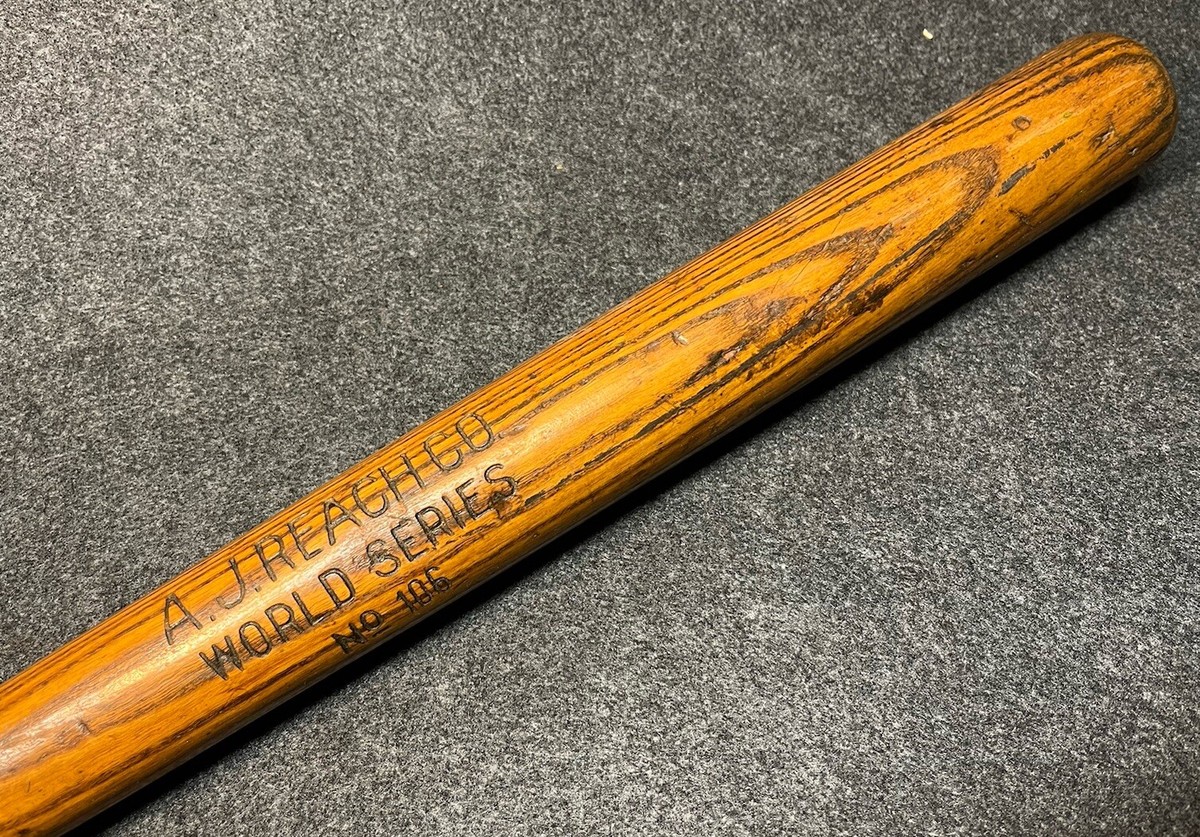 A. J. REACH CO.
WORLD SERIES
No 106